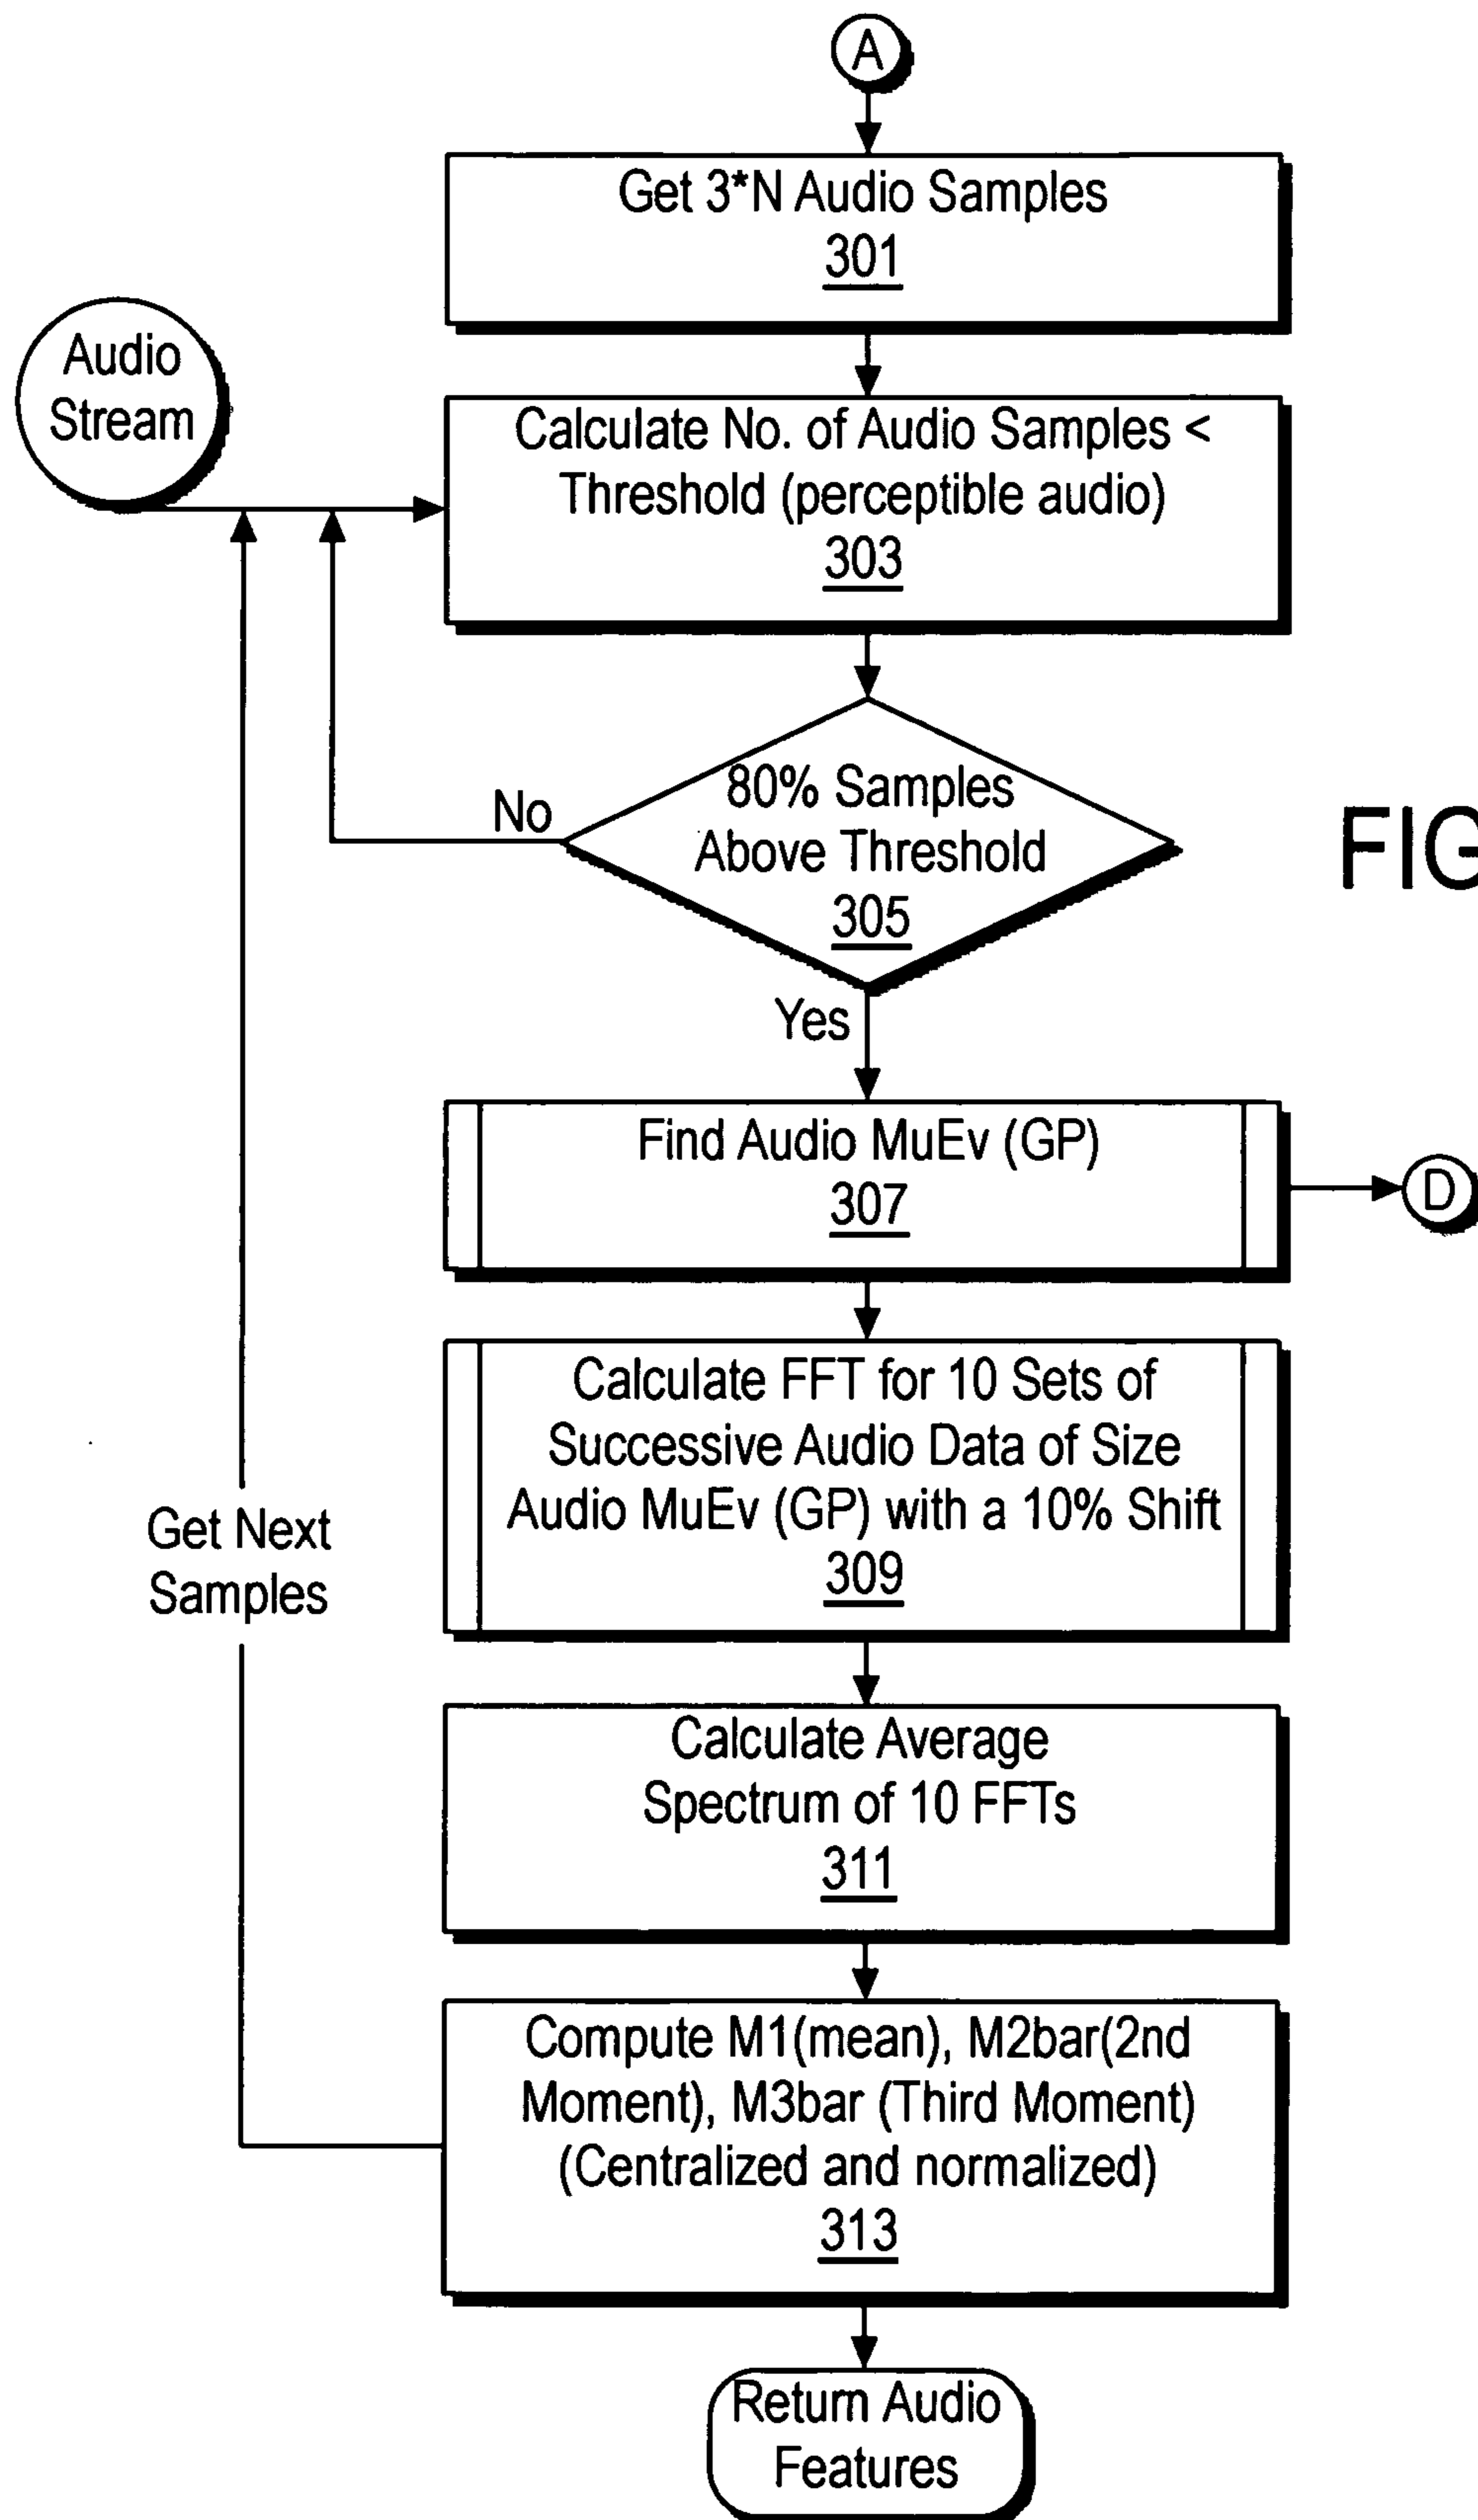 A
Get 3*N Audio Samples
301
Audio
Stream
Calculate No. of Audio Samples <
Threshold (perceptible audio)
303
80% Samples
Above Threshold
305
No
Yes
FIG
Find Audio MuEv (GP)
307
D
Calculate FFT for 10 Sets of
Successive Audio Data of Size
Audio MuEv (GP) with a 10% Shift
309
Get Next
Samples
Calculate Average
Spectrum of 10 FFTs
311
Compute M1(mean), M2bar(2nd
Moment), M3bar (Third Moment)
(Centralized and normalized)
313
Return Audio
Features